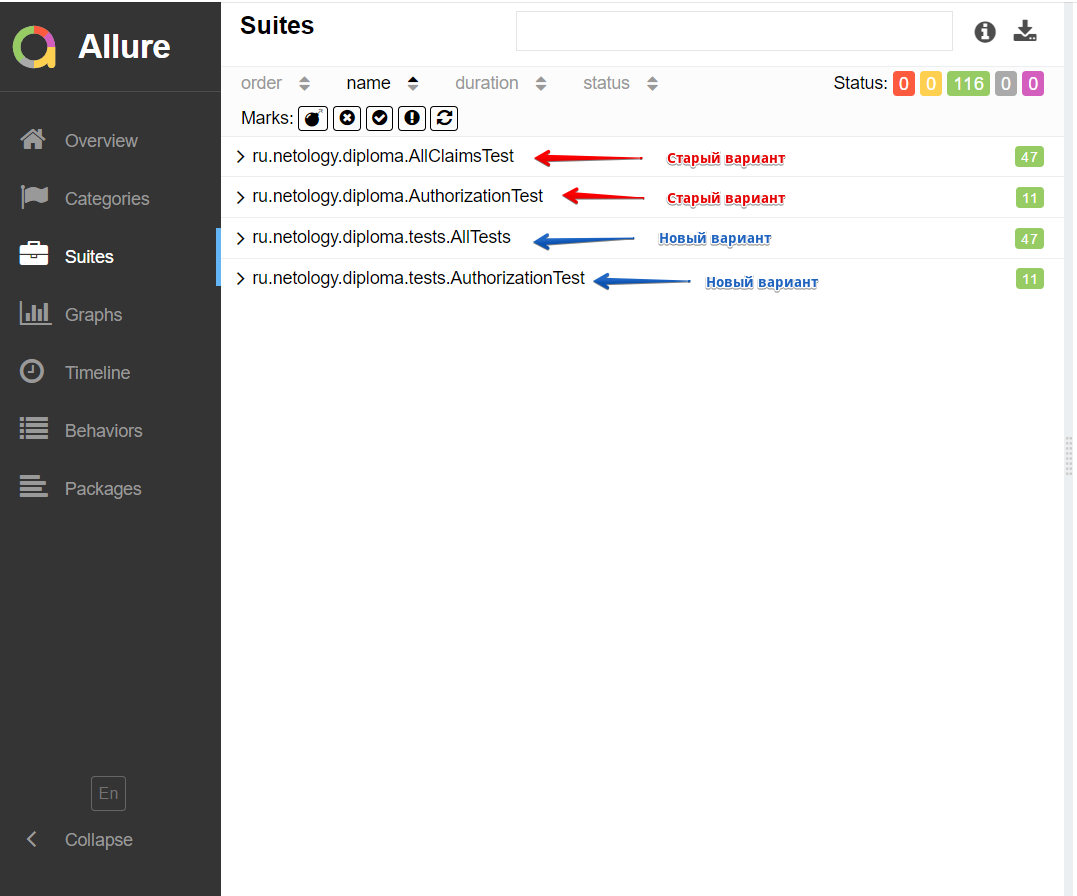 Allure
Suites
order name duration status Status: 0 0 116 0 0
Marks:
Overview
Categories
Suites
Graphs
Timeline
Behaviors
Packages
En
Collapse
ru.netology.diploma.AllClaimsTest Старый вариант 47
ru.netology.diploma.AuthorizationTest Старый вариант 11
ru.netology.diploma.tests.AllTests Новый вариант 47
ru.netology.diploma.tests.AuthorizationTest Новый вариант 11